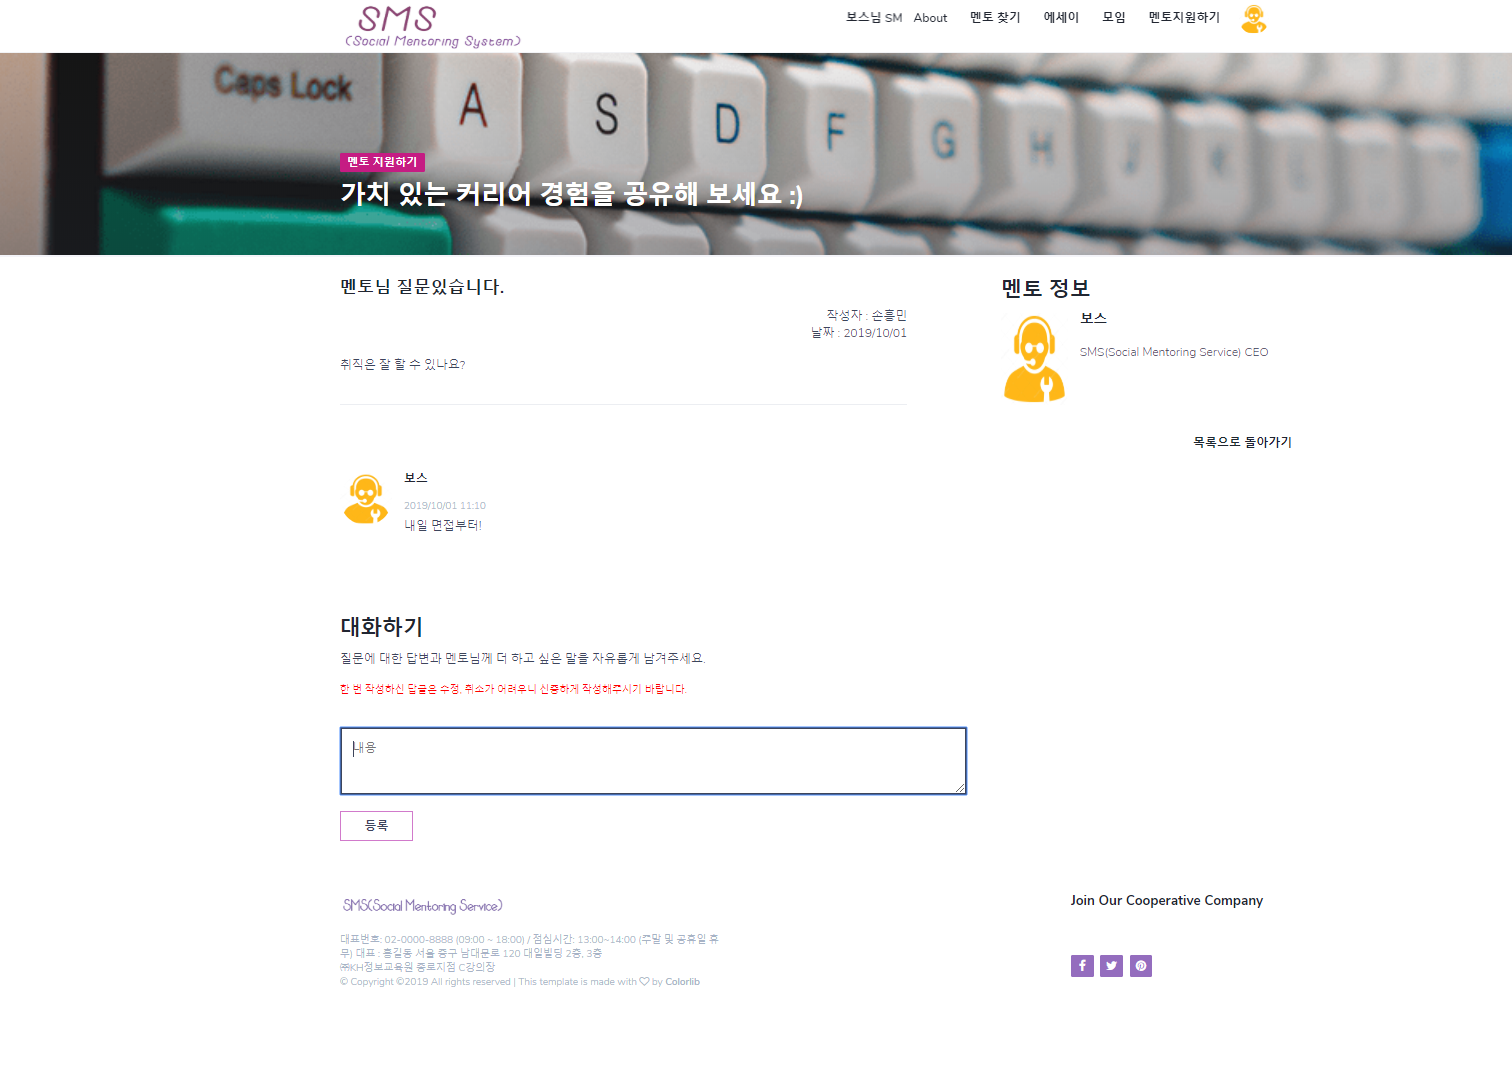 SMS
(Social Mentoring System)
보스님 SM About 멘토 찾기 에세이 모임 멘토지원하기
Caps Lock A S D F G H J
멘토 지원하기
가치 있는 커리어 경험을 공유해 보세요 :)
멘토님 질문있습니다.
작성자 : 손흥민
날짜 : 2019/10/01
취직은 잘 할 수 있나요?
멘토 정보
보스
SMS(Social Mentoring Service) CEO
목록으로 돌아가기
보스
2019/10/01 11:10
내일 면접부터!
대화하기
질문에 대한 답변과 멘토님께 더 하고 싶은 말을 자유롭게 남겨주세요.
한 번 작성하신 답글은 수정, 취소가 어려우니 신중하게 작성해주시기 바랍니다.
내용
등록
SMS(Social Mentoring Service)
대표번호: 02-0000-8888 (09:00 ~ 18:00) / 점심시간: 13:00~14:00 (주말 및 공휴일 휴
무) 대표 : 홍길동 서울 중구 남대문로 120 대일빌딩 2층, 3층
㈜KH정보교육원 종로지점 C강의장
© Copyright ©2019 All rights reserved | This template is made with ♡ by Colorlib
Join Our Cooperative Company